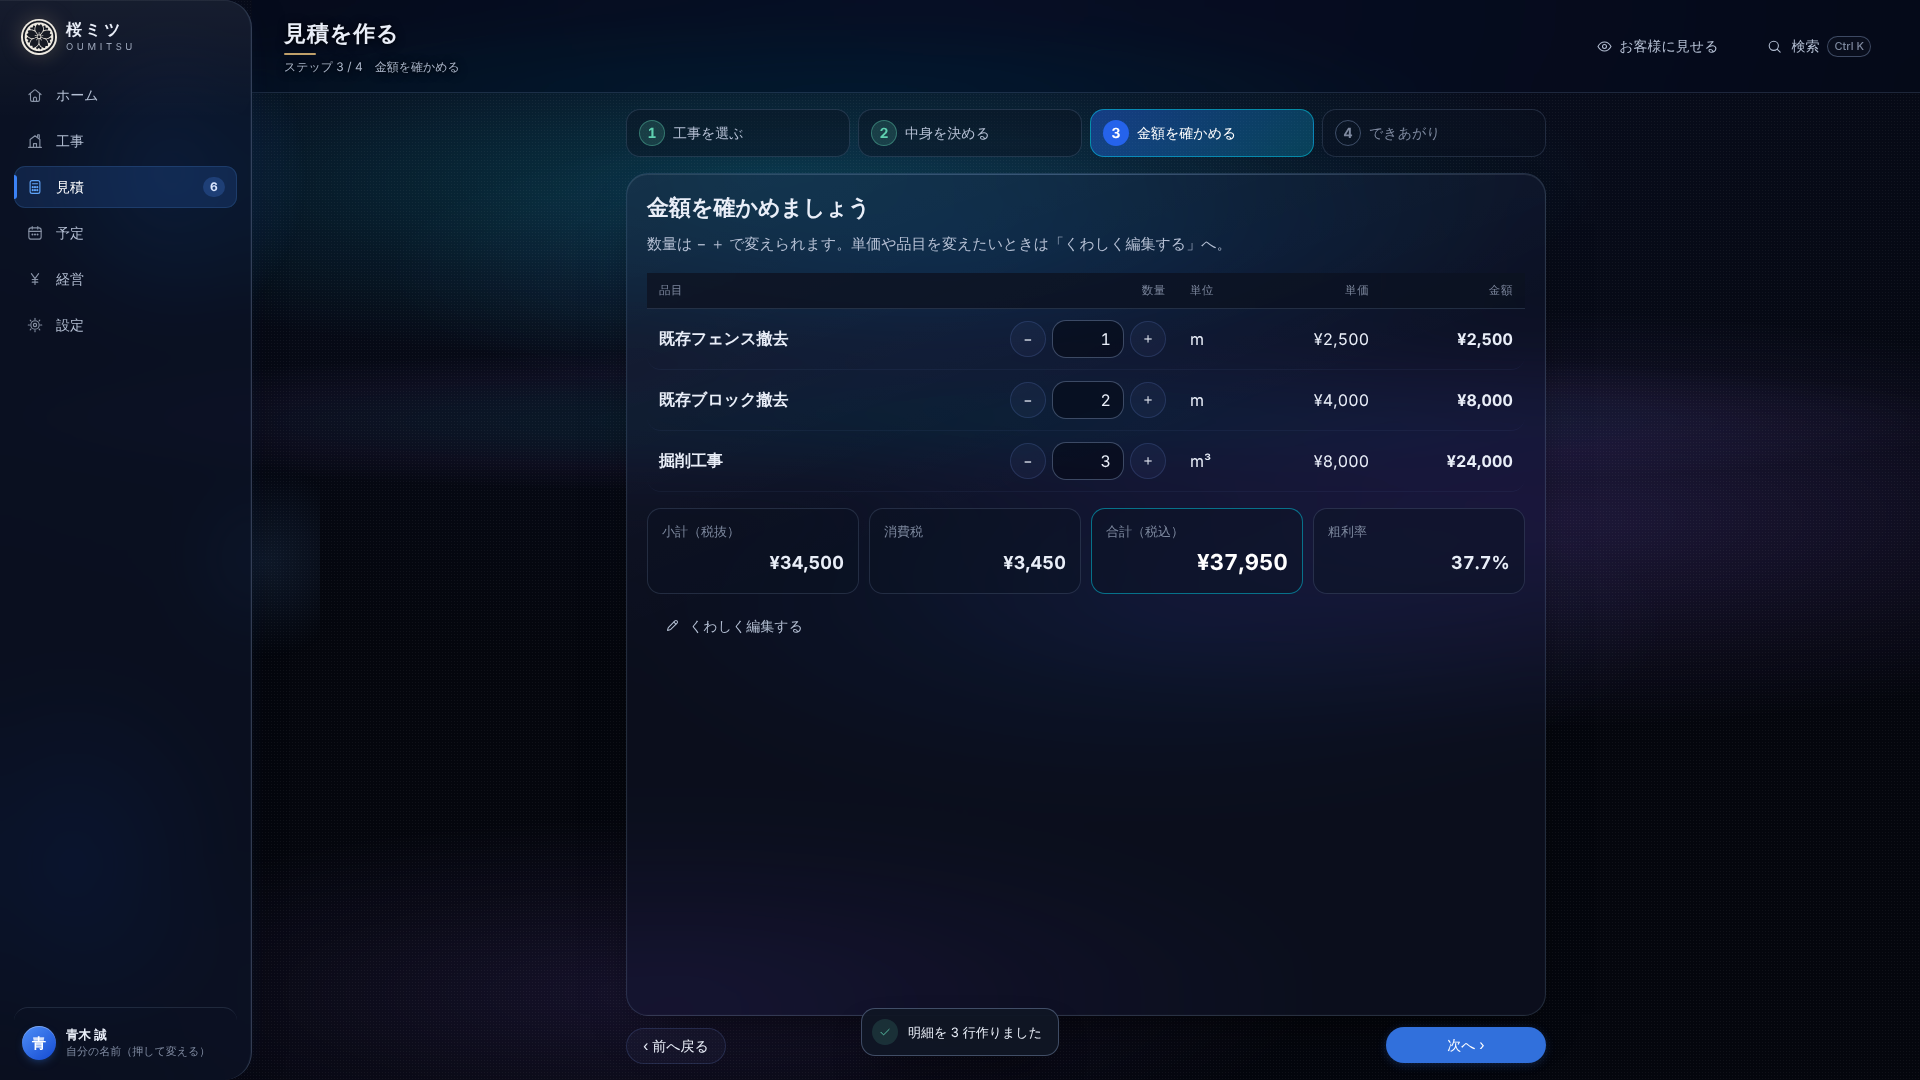 桜ミツ
OUMITSU
ホーム
工事
見積 6
予定
経営
設定
青 青木 誠
自分の名前（押して変える）
見積を作る
ステップ 3 / 4 金額を確かめる
お客様に見せる
検索 Ctrl K
1 工事を選ぶ
2 中身を決める
3 金額を確かめる
4 できあがり
金額を確かめましょう
数量は − ＋ で変えられます。単価や品目を変えたいときは「くわしく編集する」へ。
品目 数量 単位 単価 金額
既存フェンス撤去 − 1 + m ¥2,500 ¥2,500
既存ブロック撤去 − 2 + m ¥4,000 ¥8,000
掘削工事 − 3 + m³ ¥8,000 ¥24,000
小計（税抜） ¥34,500
消費税 ¥3,450
合計（税込） ¥37,950
粗利率 37.7%
くわしく編集する
‹ 前へ戻る
明細を 3 行作りました
次へ ›